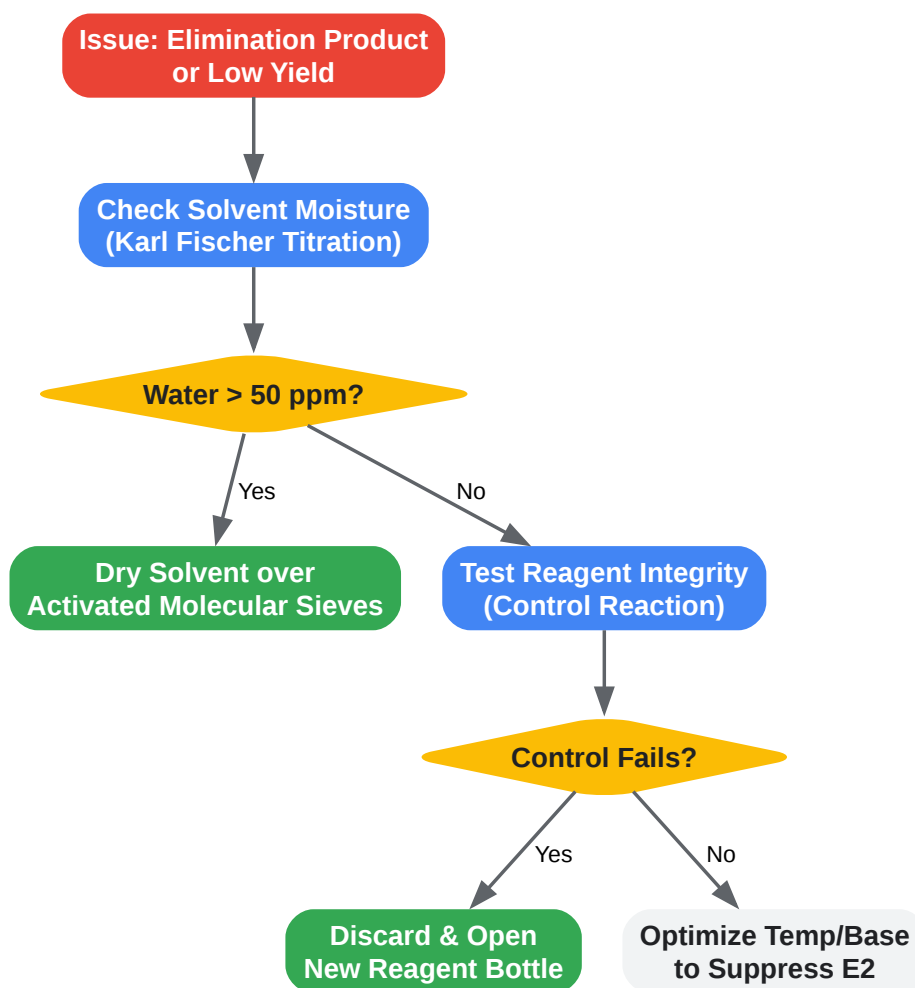 Issue: Elimination Product
or Low Yield
Check Solvent Moisture
(Karl Fischer Titration)
Water > 50 ppm?
Yes
No
Dry Solvent over
Activated Molecular Sieves
Test Reagent Integrity
(Control Reaction)
Control Fails?
Yes
No
Discard & Open
New Reagent Bottle
Optimize Temp/Base
to Suppress E2